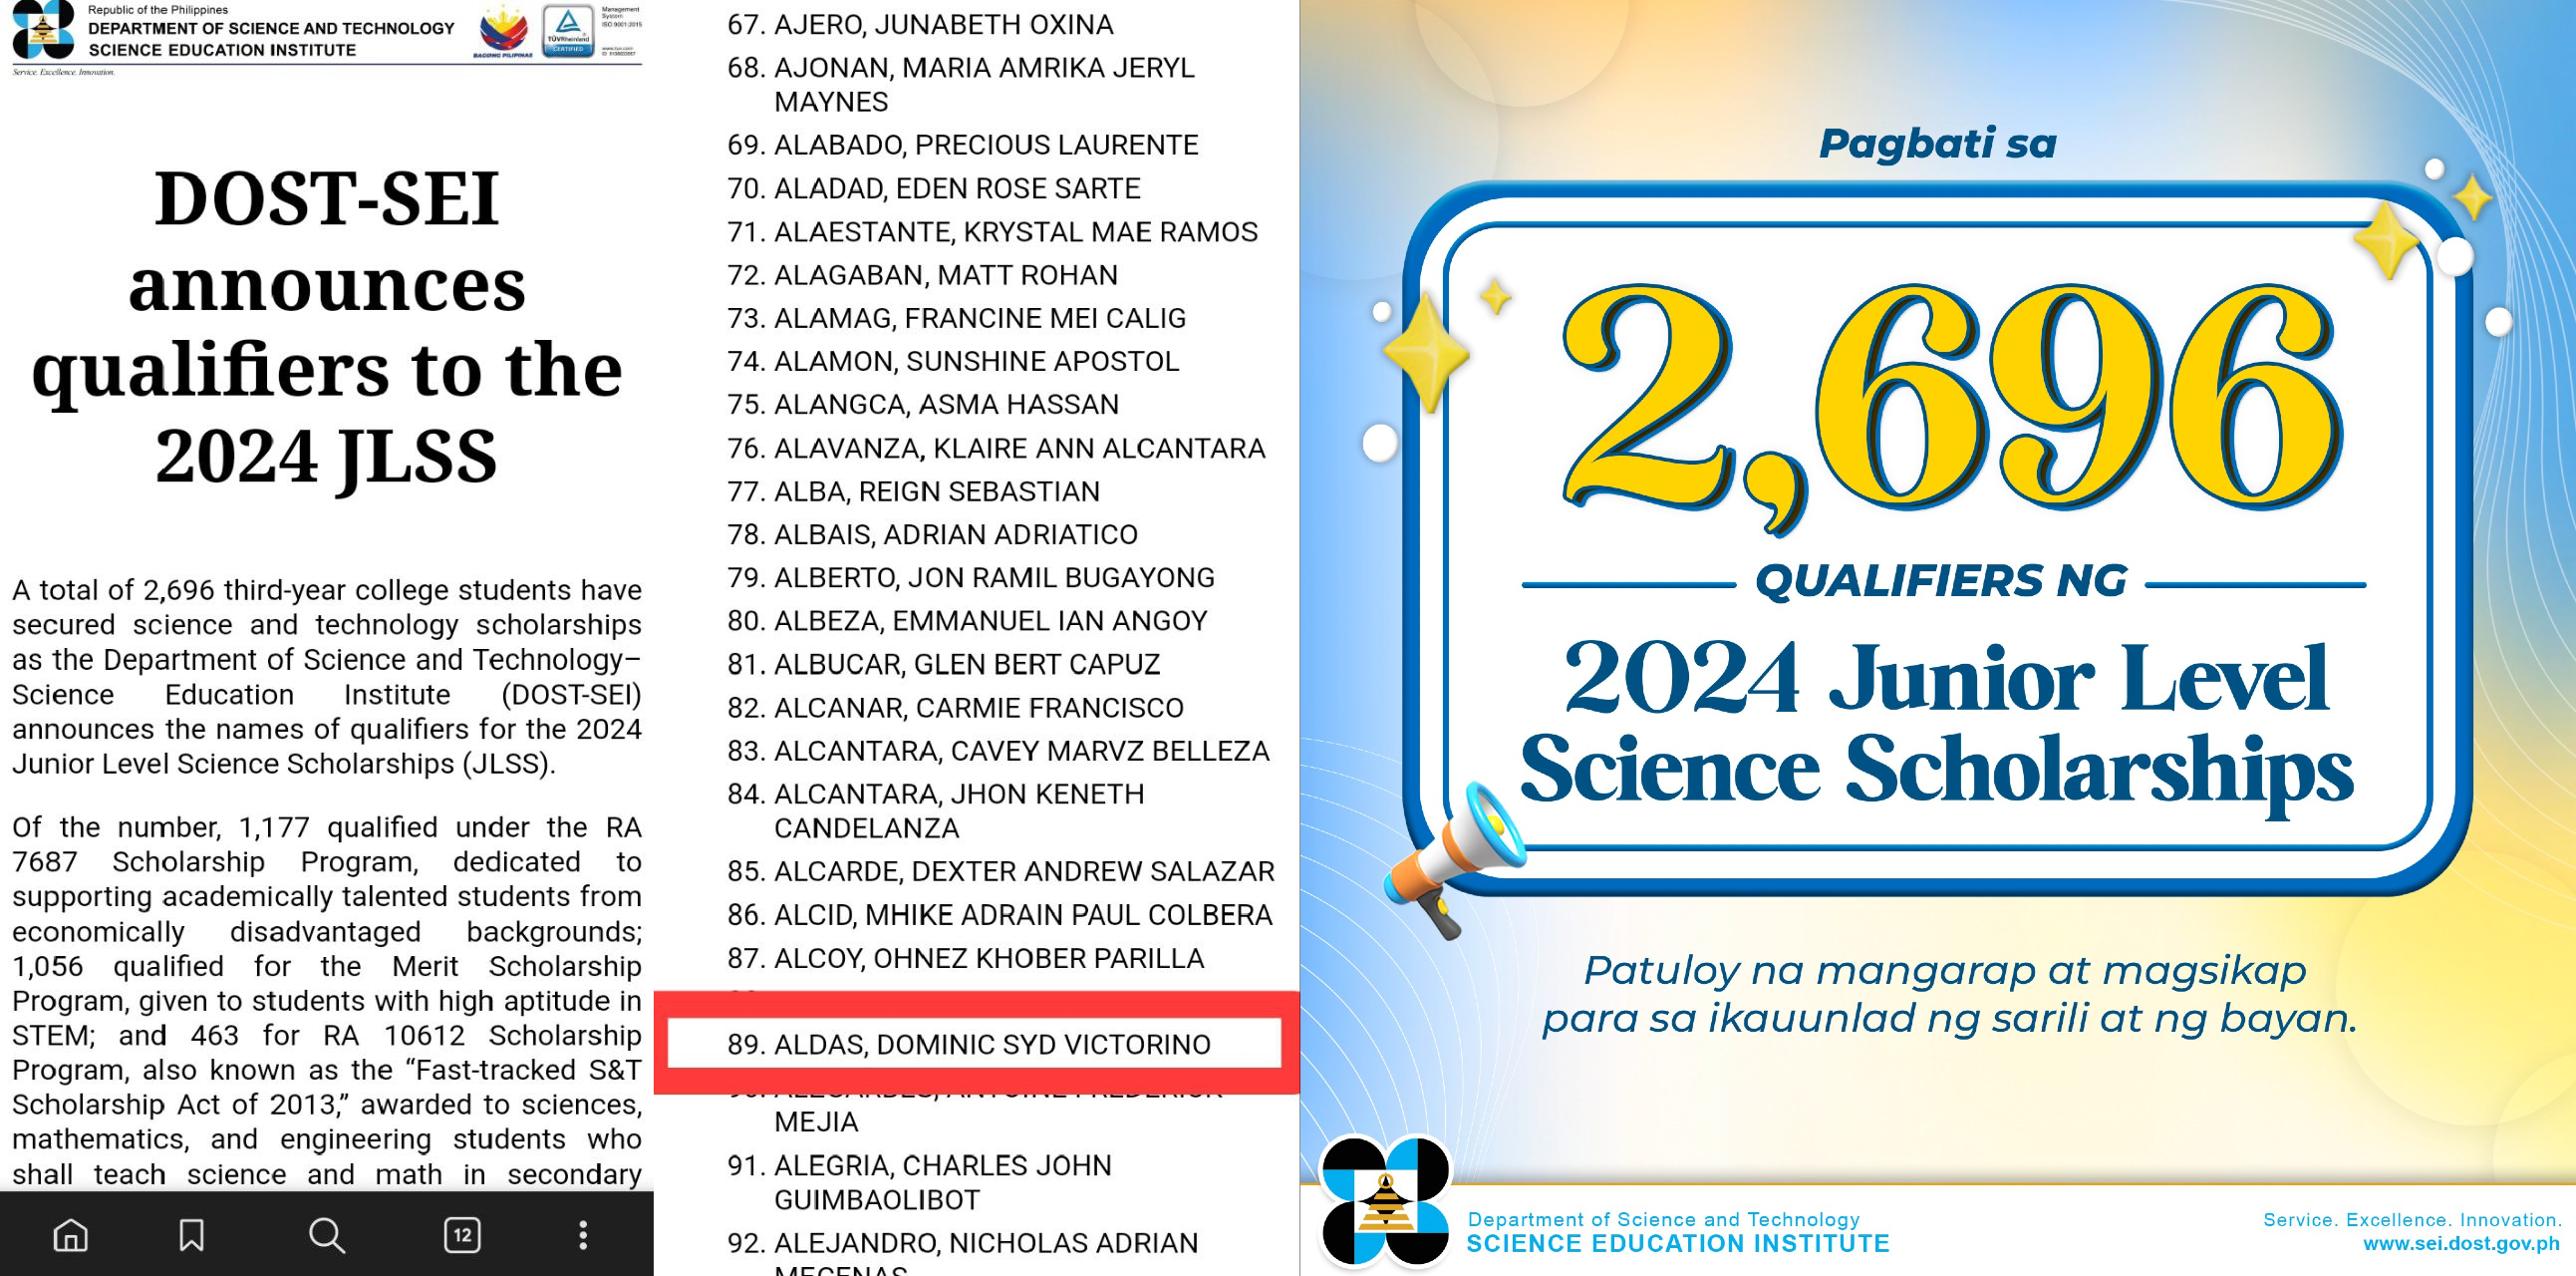 Republic of the Philippines
DEPARTMENT OF SCIENCE AND TECHNOLOGY
SCIENCE EDUCATION INSTITUTE
Service. Excellence. Innovation.
BAGONG PILIPINAS
TÜVRheinland
CERTIFIED
Management
System
ISO 9001:2015
www.tuv.com
DOST-SEI
announces
qualifiers to the
2024 JLSS
A total of 2,696 third-year college students have
secured science and technology scholarships
as the Department of Science and Technology–
Science Education Institute (DOST-SEI)
announces the names of qualifiers for the 2024
Junior Level Science Scholarships (JLSS).
Of the number, 1,177 qualified under the RA
7687 Scholarship Program, dedicated to
supporting academically talented students from
economically disadvantaged backgrounds;
1,056 qualified for the Merit Scholarship
Program, given to students with high aptitude in
STEM; and 463 for RA 10612 Scholarship
Program, also known as the “Fast-tracked S&T
Scholarship Act of 2013,” awarded to sciences,
mathematics, and engineering students who
shall teach science and math in secondary
12
67. AJERO, JUNABETH OXINA
68. AJONAN, MARIA AMRIKA JERYL
MAYNES
69. ALABADO, PRECIOUS LAURENTE
70. ALADAD, EDEN ROSE SARTE
71. ALAESTANTE, KRYSTAL MAE RAMOS
72. ALAGABAN, MATT ROHAN
73. ALAMAG, FRANCINE MEI CALIG
74. ALAMON, SUNSHINE APOSTOL
75. ALANGCA, ASMA HASSAN
76. ALAVANZA, KLAIRE ANN ALCANTARA
77. ALBA, REIGN SEBASTIAN
78. ALBAIS, ADRIAN ADRIATICO
79. ALBERTO, JON RAMIL BUGAYONG
80. ALBEZA, EMMANUEL IAN ANGOY
81. ALBUCAR, GLEN BERT CAPUZ
82. ALCANAR, CARMIE FRANCISCO
83. ALCANTARA, CAVEY MARVZ BELLEZA
84. ALCANTARA, JHON KENETH
CANDELANZA
85. ALCARDE, DEXTER ANDREW SALAZAR
86. ALCID, MHIKE ADRAIN PAUL COLBERA
87. ALCOY, OHNEZ KHOBER PARILLA
89. ALDAS, DOMINIC SYD VICTORINO
MEJIA
91. ALEGRIA, CHARLES JOHN
GUIMBAOLIBOT
92. ALEJANDRO, NICHOLAS ADRIAN
Pagbati sa
2,696
QUALIFIERS NG
2024 Junior Level
Science Scholarships
Patuloy na mangarap at magsikap
para sa ikauunlad ng sarili at ng bayan.
Department of Science and Technology
SCIENCE EDUCATION INSTITUTE
Service. Excellence. Innovation.
www.sei.dost.gov.ph